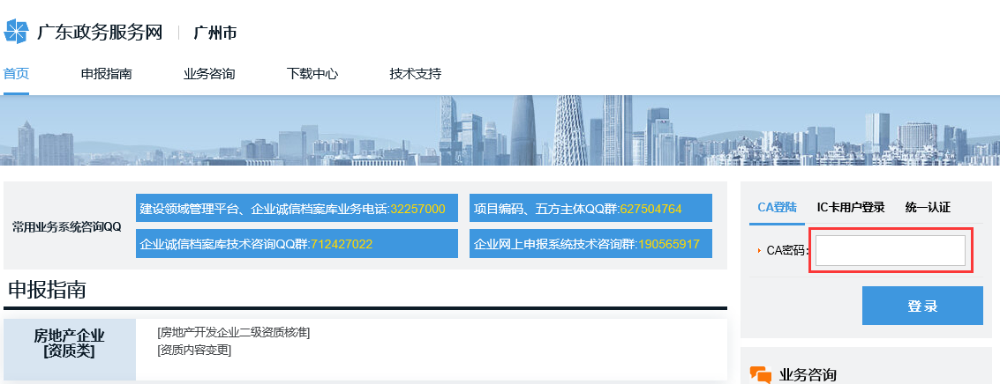 广东政务服务网 | 广州市
首页 申报指南 业务咨询 下载中心 技术支持
常用业务系统咨询QQ
建设领域管理平台、企业诚信档案库业务电话:32257000
项目编码、五方主体QQ群:627504764
企业诚信档案库技术咨询QQ群:712427022
企业网上申报系统技术咨询群:190565917
CA登陆 IC卡用户登录 统一认证
CA密码:
登 录
申报指南
房地产企业
[资质类]
[房地产开发企业二级资质核准]
[资质内容变更]
业务咨询